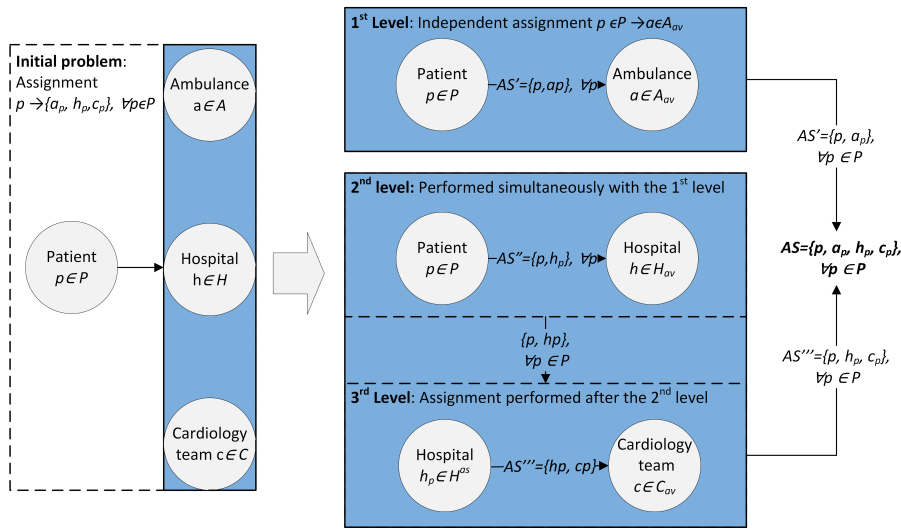 Initial problem:
Assignment
p →{aₚ, hₚ,cₚ}, ∀pϵP
Patient
p∈P
Ambulance
a∈A
Hospital
h∈H
Cardiology
team c∈C
1ˢᵗ Level: Independent assignment p ϵP →aϵAₐᵥ
Patient
p∈P
AS'={p,ap}, ∀p
Ambulance
a∈Aₐᵥ
2ⁿᵈ level: Performed simultaneously with the 1ˢᵗ level
Patient
p∈P
AS''={p,hₚ}, ∀p
Hospital
h∈Hₐᵥ
{p, hp},
∀p ∈P
3ʳᵈ Level: Assignment performed after the 2ⁿᵈ level
Hospital
hₚ∈Hᵃˢ
AS'''={hp, cp}
Cardiology
team
c∈Cₐᵥ
AS'={p, aₚ},
∀p ∈P
AS={p, aₚ, hₚ, cₚ},
∀p ∈P
AS'''={p, hₚ, cₚ},
∀p ∈P